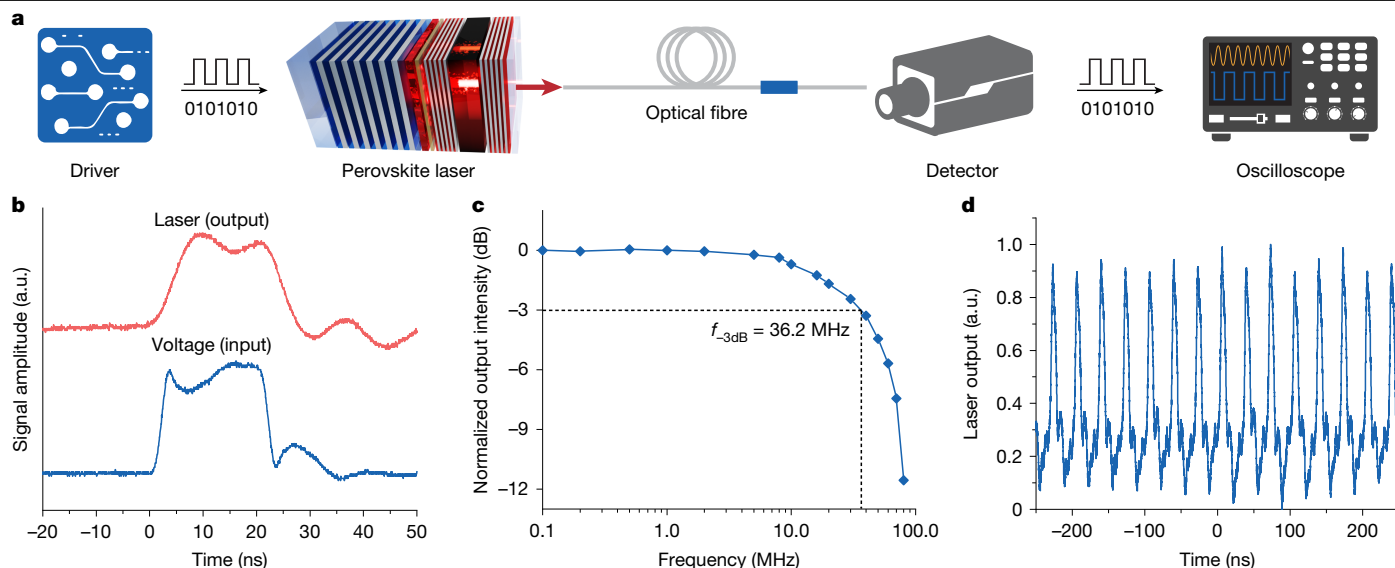 a
0101010
0101010
Optical fibre
Driver
Perovskite laser
Detector
Oscilloscope
b
Laser (output)
Voltage (input)
Signal amplitude (a.u.)
–20
–10
0
10
20
30
40
50
Time (ns)
c
0
–3
–6
–9
–12
f–3dB = 36.2 MHz
Normalized output intensity (dB)
0.1
1.0
10.0
100.0
Frequency (MHz)
d
1.0
0.8
0.6
0.4
0.2
0
Laser output (a.u.)
–200
–100
0
100
200
Time (ns)